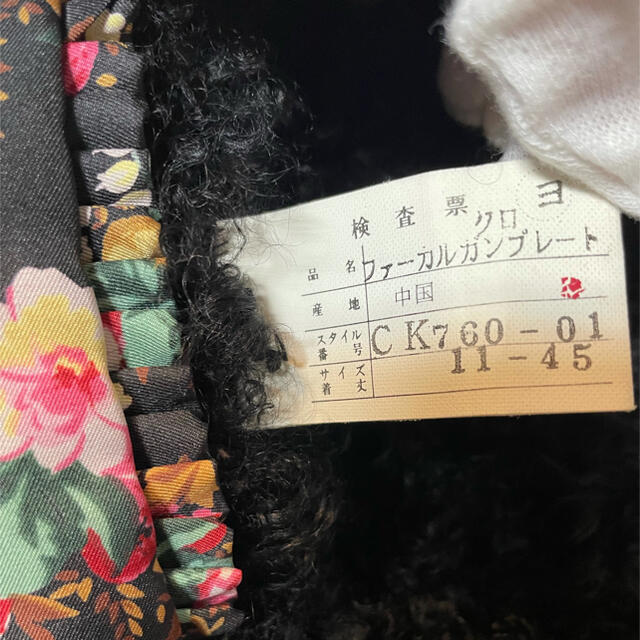 検査票 ヨ
クロ
品名 ファーカルガンプレート
産地 中国
スタイル番号 CK760-01
サイズ着丈 11-45